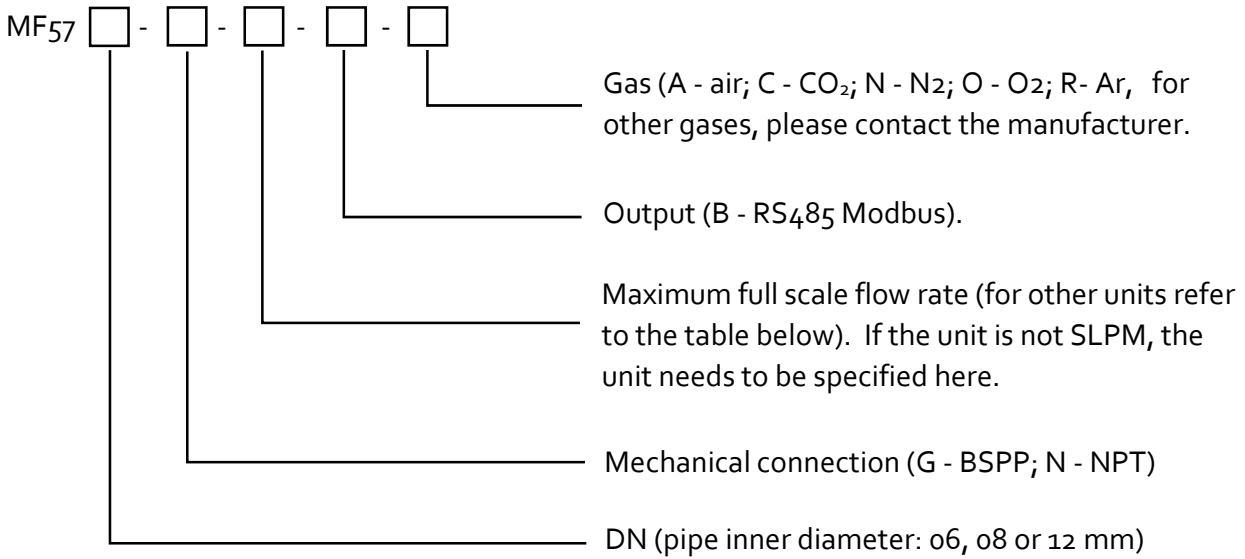 MF57 - - - -
Gas (A - air; C - CO₂; N - N2; O - O2; R- Ar, for
other gases, please contact the manufacturer.
Output (B - RS485 Modbus).
Maximum full scale flow rate (for other units refer
to the table below). If the unit is not SLPM, the
unit needs to be specified here.
Mechanical connection (G - BSPP; N - NPT)
DN (pipe inner diameter: 06, 08 or 12 mm)